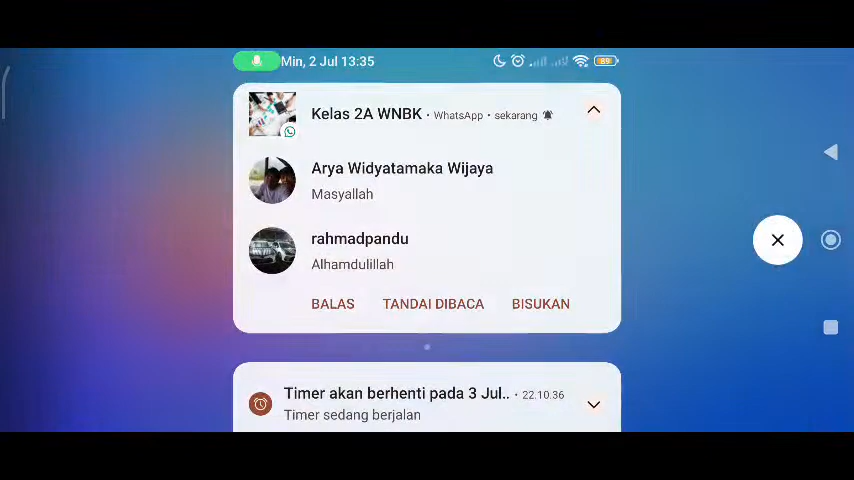 Min, 2 Jul 13:35
89
Kelas 2A WNBK • WhatsApp • sekarang
Arya Widyatamaka Wijaya
Masyallah
rahmadpandu
Alhamdulillah
BALAS TANDAI DIBACA BISUKAN
Timer akan berhenti pada 3 Jul.. • 22.10.36
Timer sedang berjalan